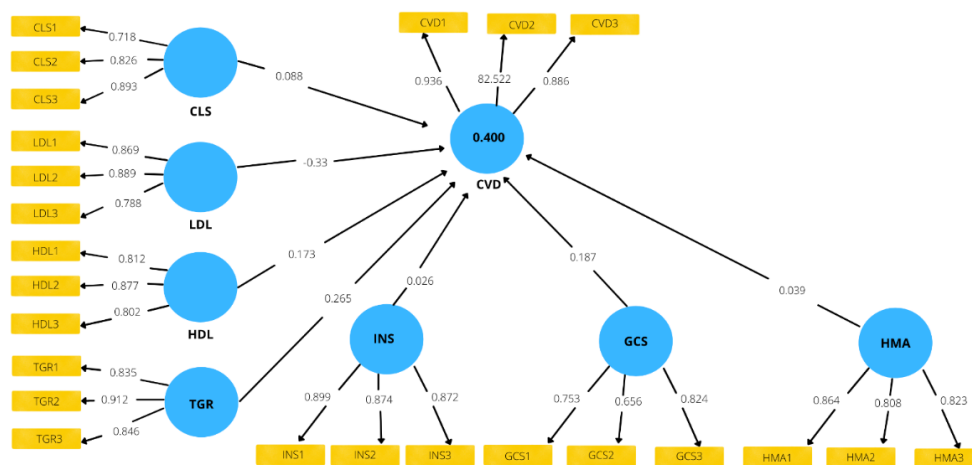 CLS1
CLS2
CLS3
0.718
0.826
0.893
CLS
0.088
LDL1
LDL2
LDL3
0.869
0.889
0.788
LDL
-0.33
HDL1
HDL2
HDL3
0.812
0.877
0.802
HDL
0.173
TGR1
TGR2
TGR3
0.835
0.912
0.846
TGR
0.265
CVD1
CVD2
CVD3
0.936
82.522
0.886
0.400
CVD
0.026
INS
0.899
0.874
0.872
INS1
INS2
INS3
0.187
GCS
0.753
0.656
0.824
GCS1
GCS2
GCS3
0.039
HMA
0.864
0.808
0.823
HMA1
HMA2
HMA3